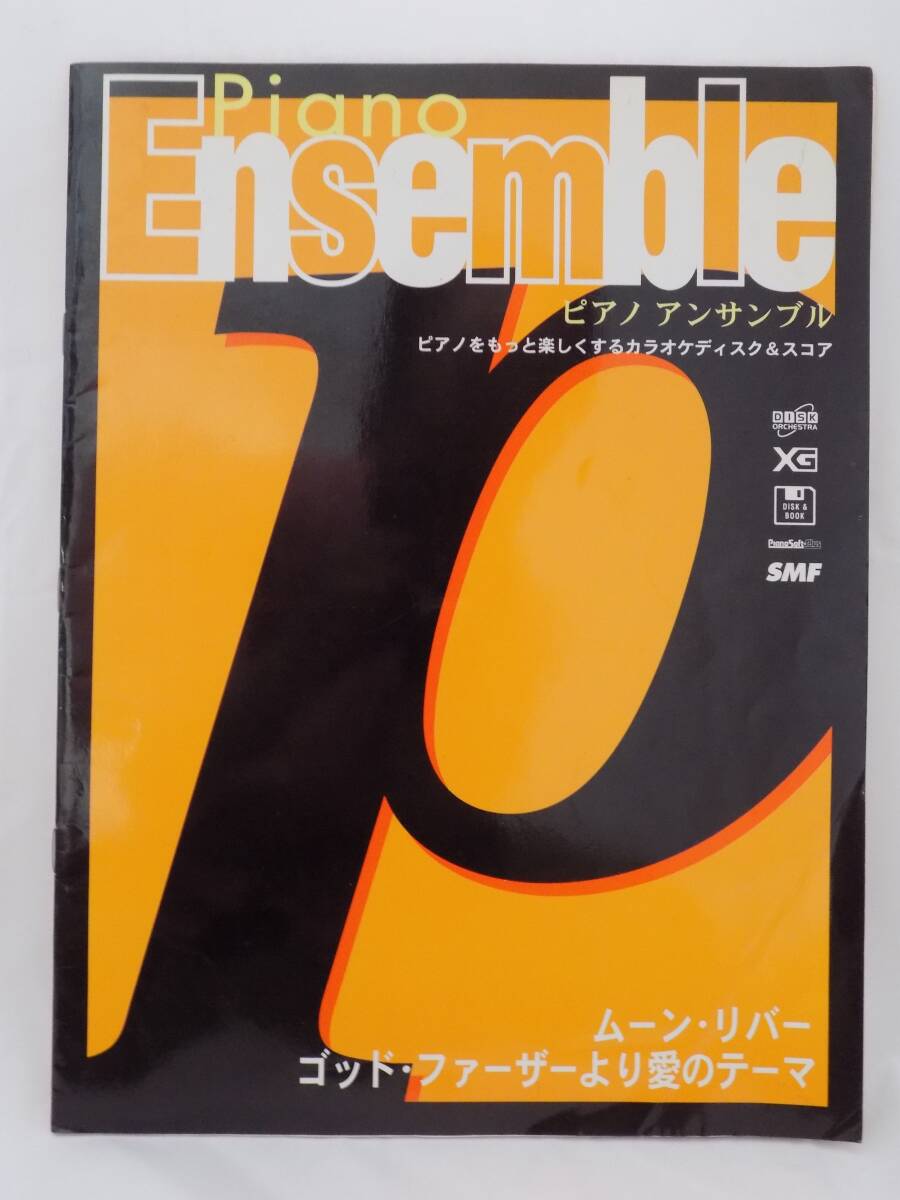 Piano
Ensemble
ピアノ アンサンブル
ピアノをもっと楽しくするカラオケディスク&スコア
DISK
ORCHESTRA
XG
DISK &
BOOK
PianoSoft·Plus
SMF
p
ムーン・リバー
ゴッド・ファーザーより愛のテーマ